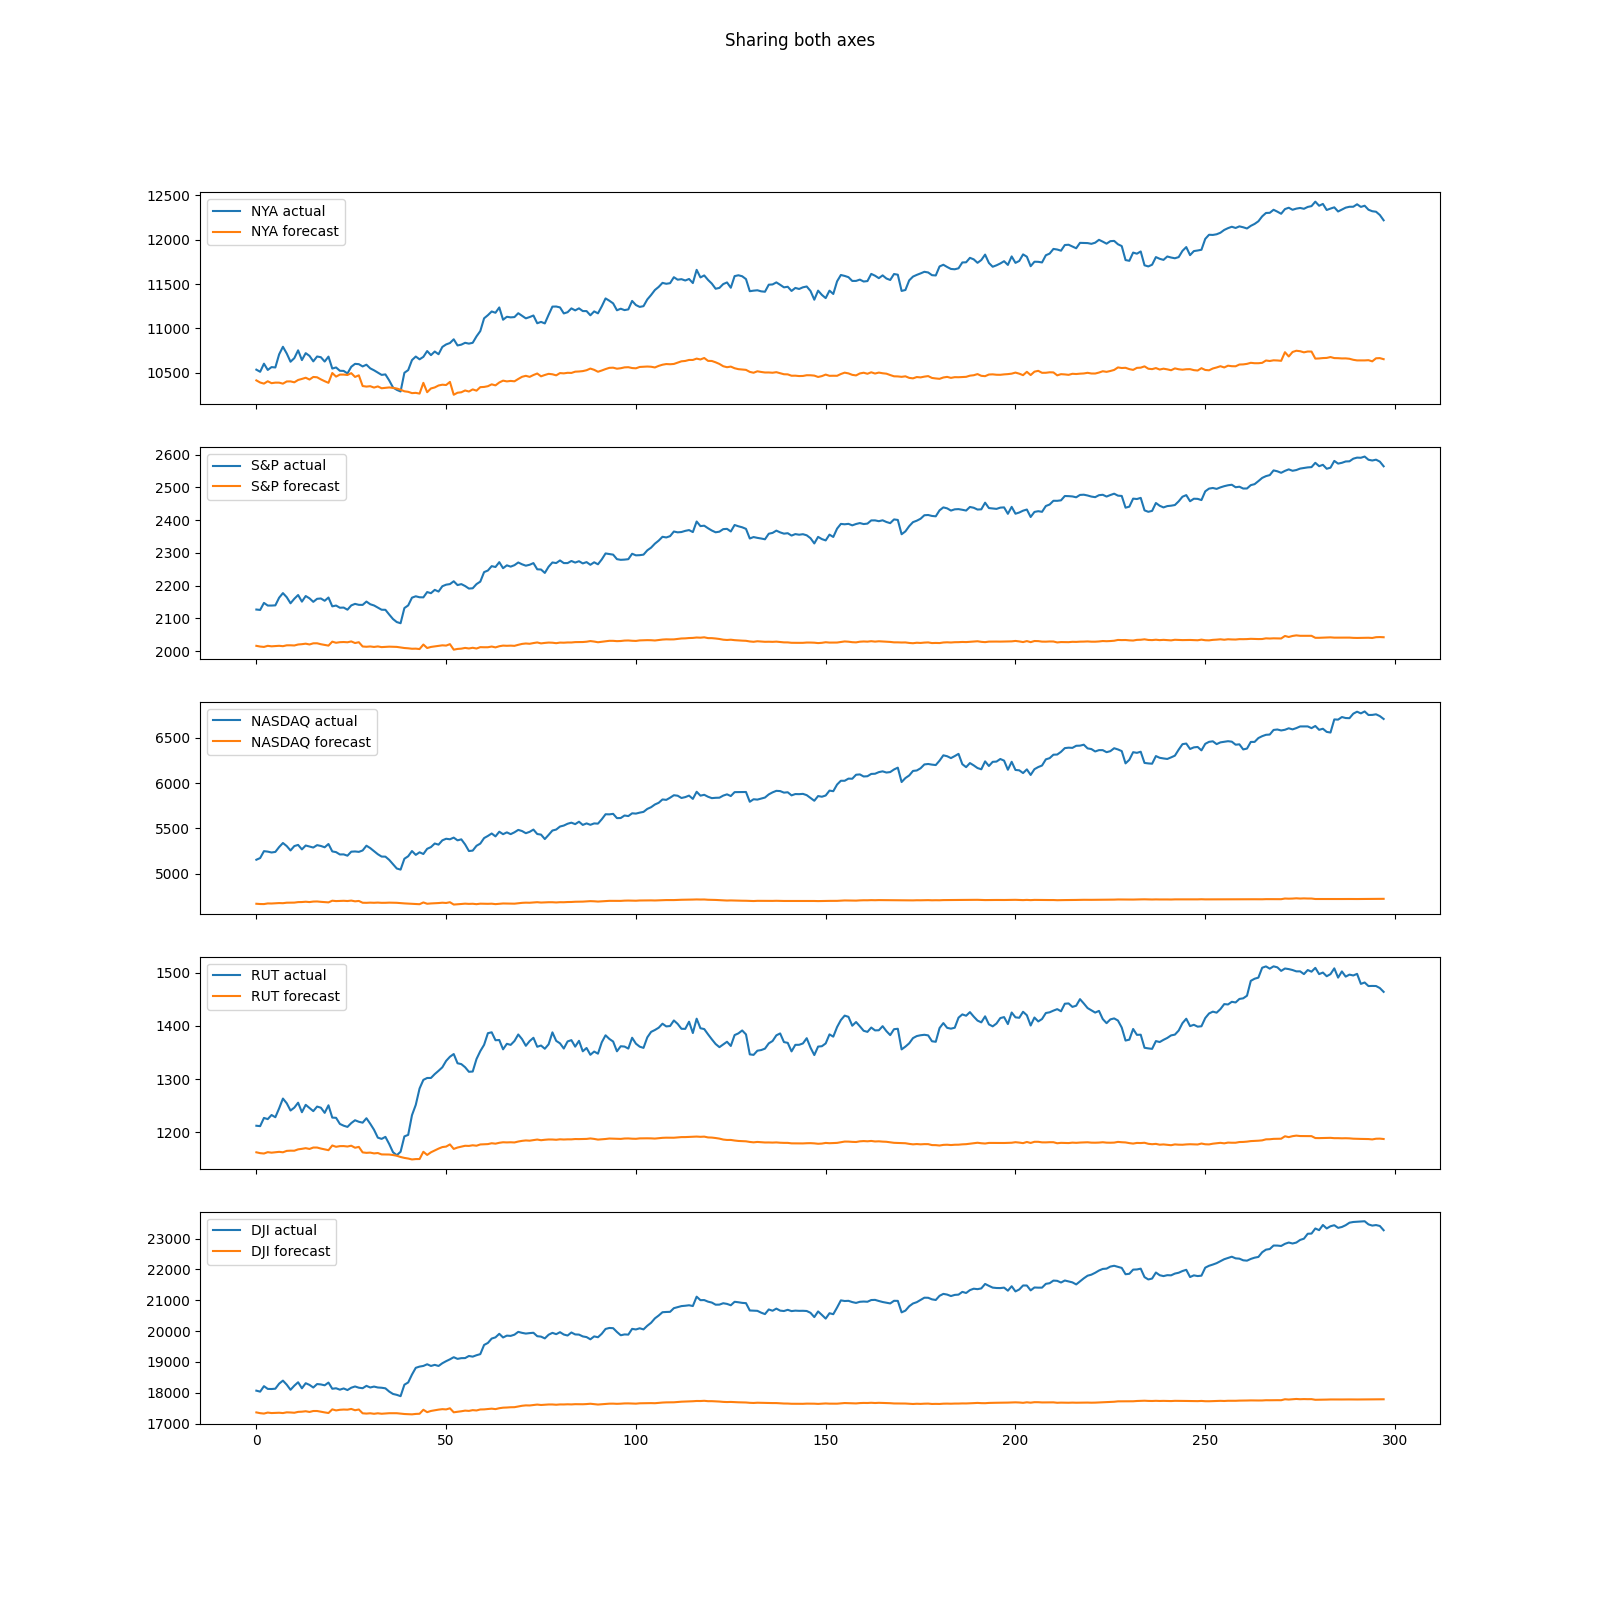 Sharing both axes
12500
12000
11500
11000
10500
NYA actual
NYA forecast
2600
2500
2400
2300
2200
2100
2000
S&P actual
S&P forecast
6500
6000
5500
5000
NASDAQ actual
NASDAQ forecast
1500
1400
1300
1200
RUT actual
RUT forecast
23000
22000
21000
20000
19000
18000
17000
DJI actual
DJI forecast
0 50 100 150 200 250 300